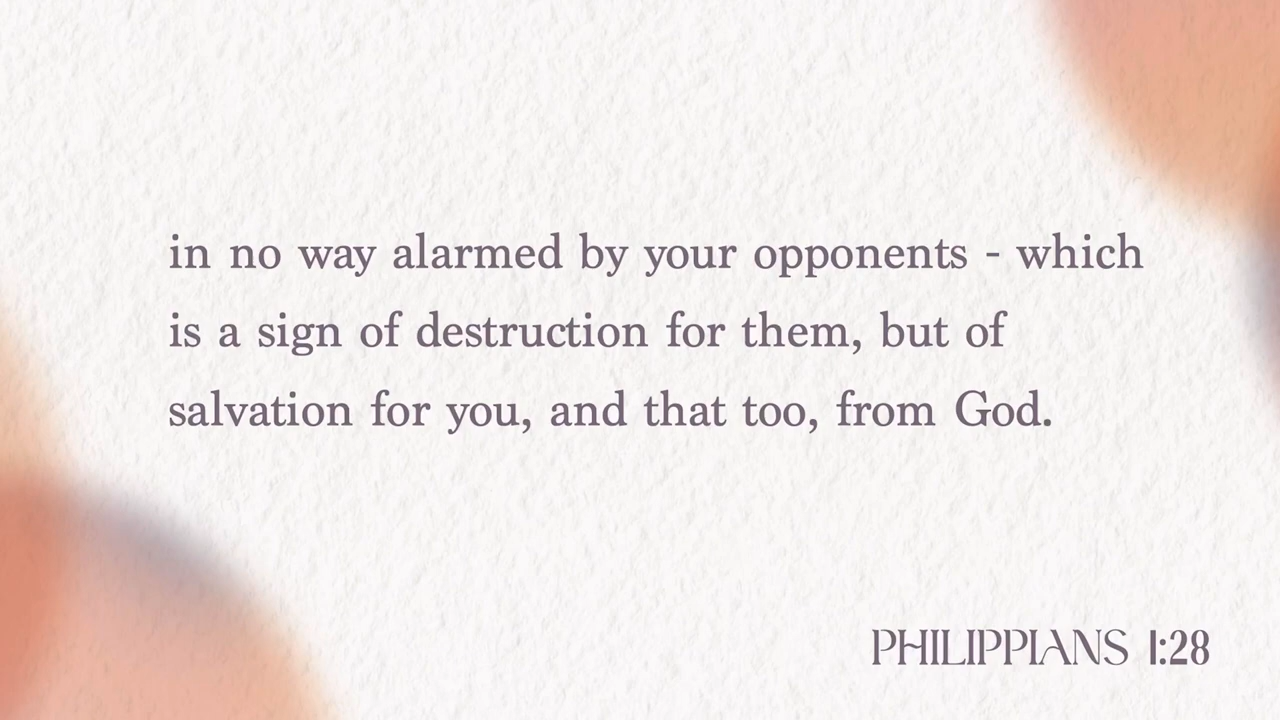 in no way alarmed by your opponents - which
is a sign of destruction for them, but of
salvation for you, and that too, from God.
PHILIPPIANS 1:28